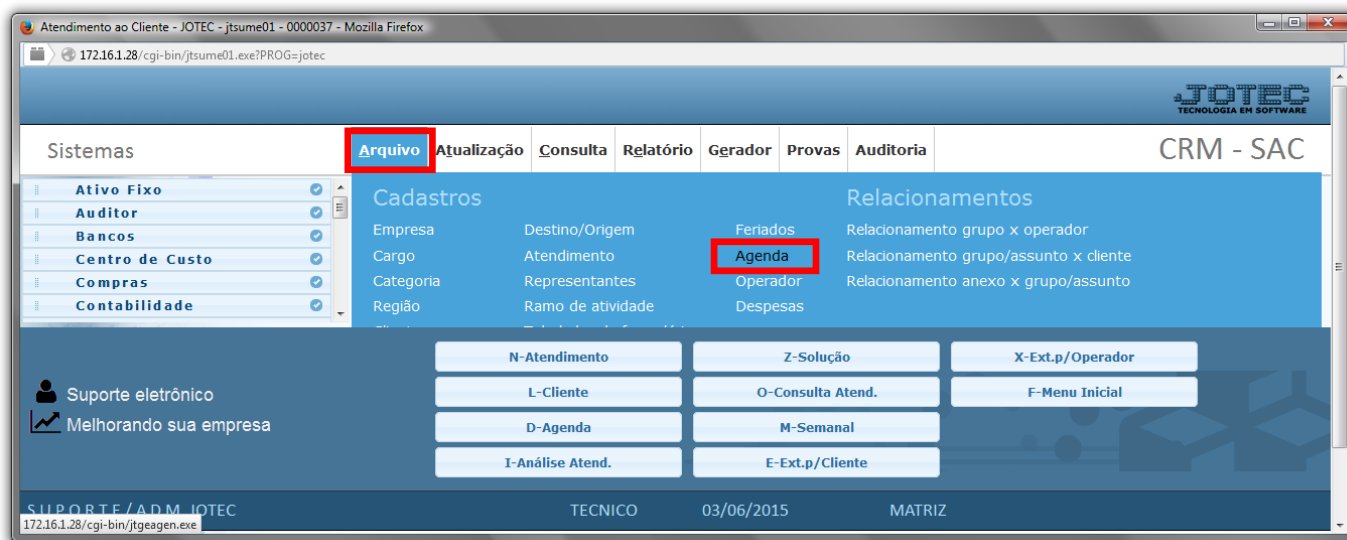 Atendimento ao Cliente - JOTEC - jtsume01 - 0000037 - Mozilla Firefox
172.16.1.28/cgi-bin/jtsume01.exe?PROG=jotec
JOTEC
TECNOLOGIA EM SOFTWARE
Sistemas
Arquivo Atualização Consulta Relatório Gerador Provas Auditoria
CRM - SAC
Ativo Fixo
Auditor
Bancos
Centro de Custo
Compras
Contabilidade
Cadastros
Relacionamentos
Empresa Destino/Origem Feriados Relacionamento grupo x operador
Cargo Atendimento Agenda Relacionamento grupo/assunto x cliente
Categoria Representantes Operador Relacionamento anexo x grupo/assunto
Região Ramo de atividade Despesas
N-Atendimento Z-Solução X-Ext.p/Operador
L-Cliente O-Consulta Atend. F-Menu Inicial
D-Agenda M-Semanal
I-Análise Atend. E-Ext.p/Cliente
Suporte eletrônico
Melhorando sua empresa
SUPORTE/ADM JOTEC TECNICO 03/06/2015 MATRIZ
172.16.1.28/cgi-bin/jtgeagen.exe